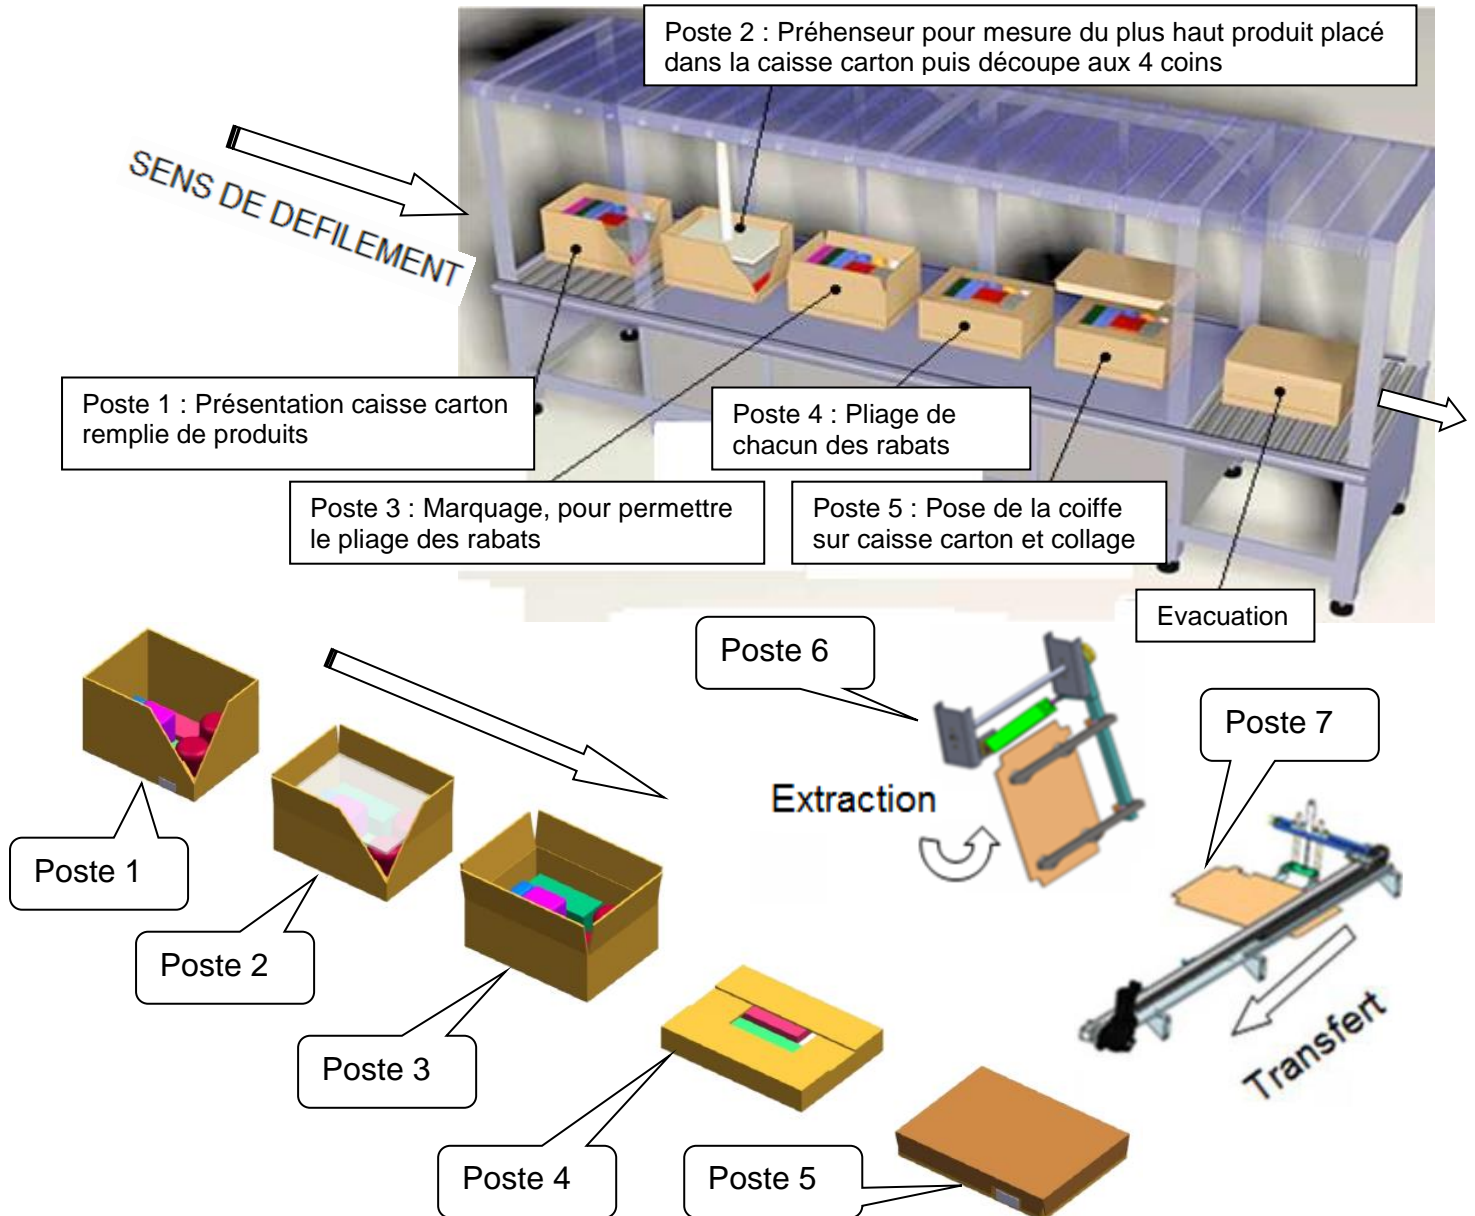 Poste 2 : Préhenseur pour mesure du plus haut produit placé
dans la caisse carton puis découpe aux 4 coins
SENS DE DEFILEMENT
Poste 1 : Présentation caisse carton
remplie de produits
Poste 4 : Pliage de
chacun des rabats
Poste 3 : Marquage, pour permettre
le pliage des rabats
Poste 5 : Pose de la coiffe
sur caisse carton et collage
Evacuation
Poste 6
Poste 7
Extraction
Poste 1
Poste 2
Poste 3
Transfert
Poste 4
Poste 5